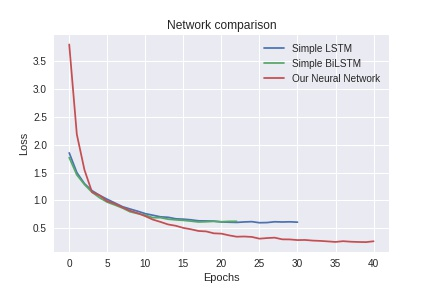 Network comparison
Simple LSTM
Simple BiLSTM
Our Neural Network
3.5
3.0
2.5
2.0
1.5
1.0
0.5
Loss
0 5 10 15 20 25 30 35 40
Epochs